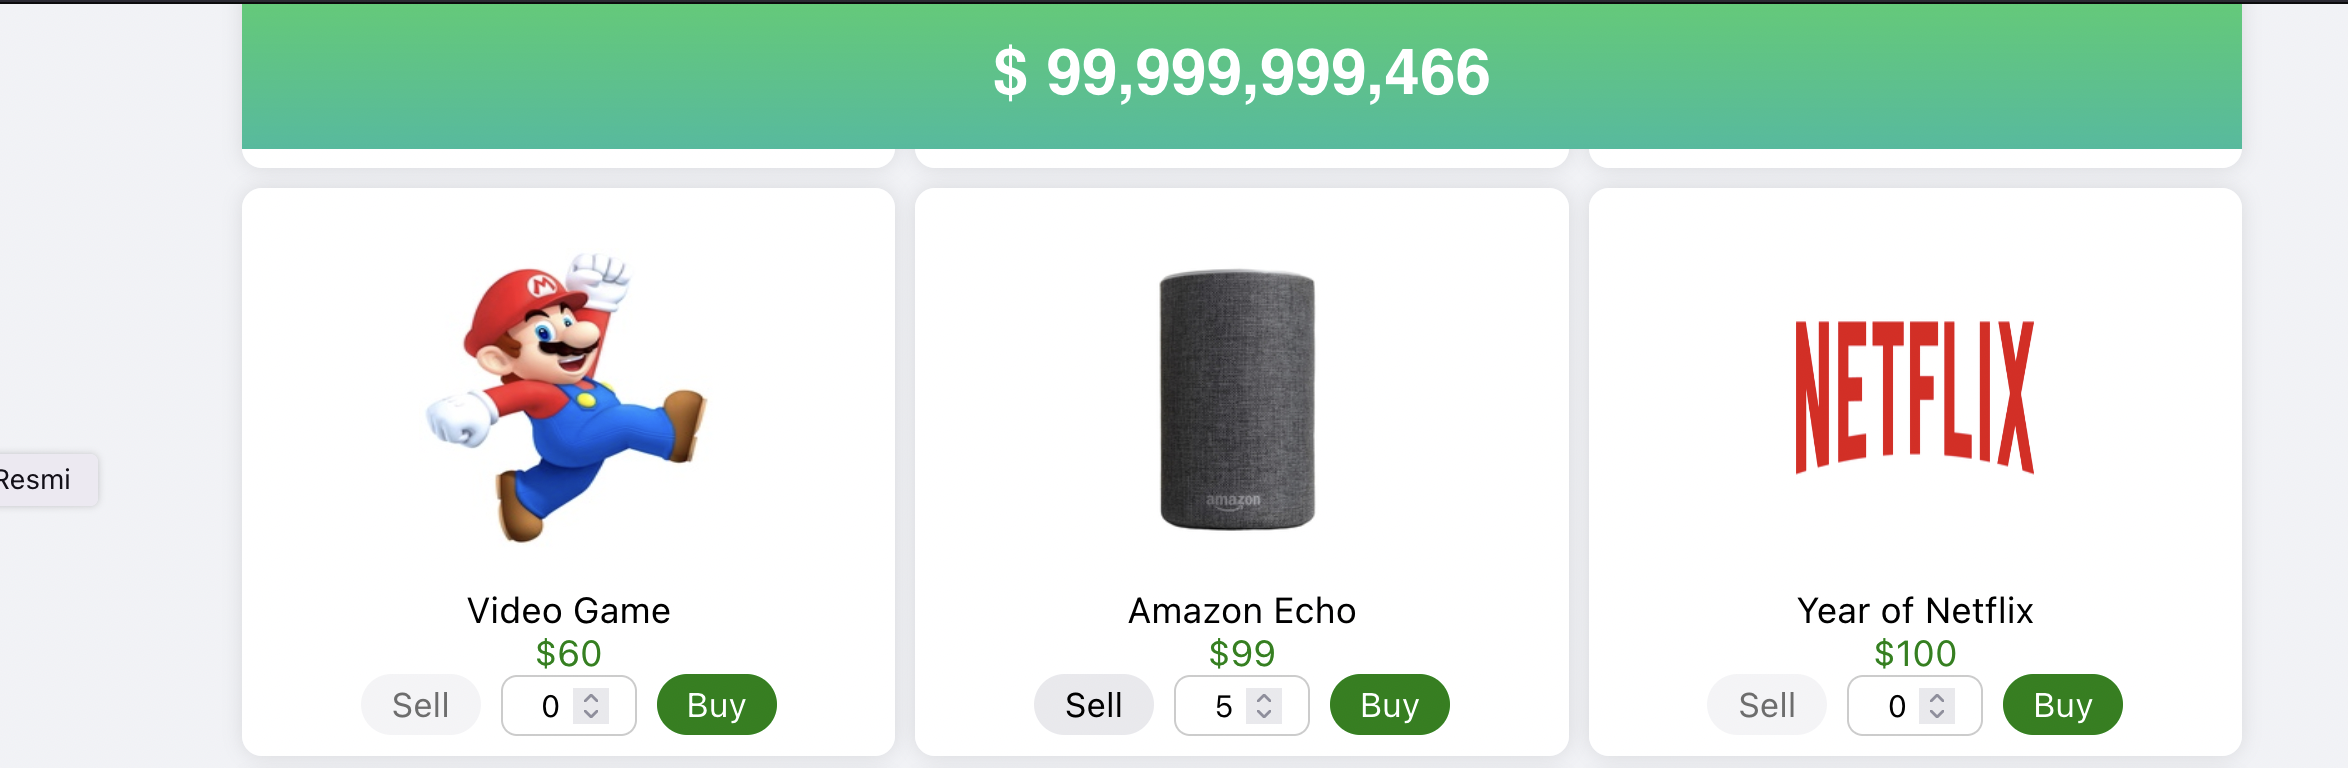 $ 99,999,999,466
M
amazon
NETFLIX
Resmi
Video Game
Amazon Echo
Year of Netflix
$60
$99
$100
Sell 0 Buy
Sell 5 Buy
Sell 0 Buy